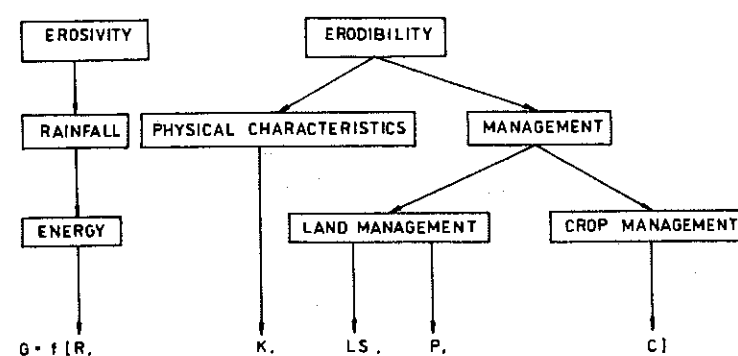 EROSIVITY ERODIBILITY
RAINFALL PHYSICAL CHARACTERISTICS MANAGEMENT
ENERGY LAND MANAGEMENT CROP MANAGEMENT
G = f [R, K, LS, P, C]